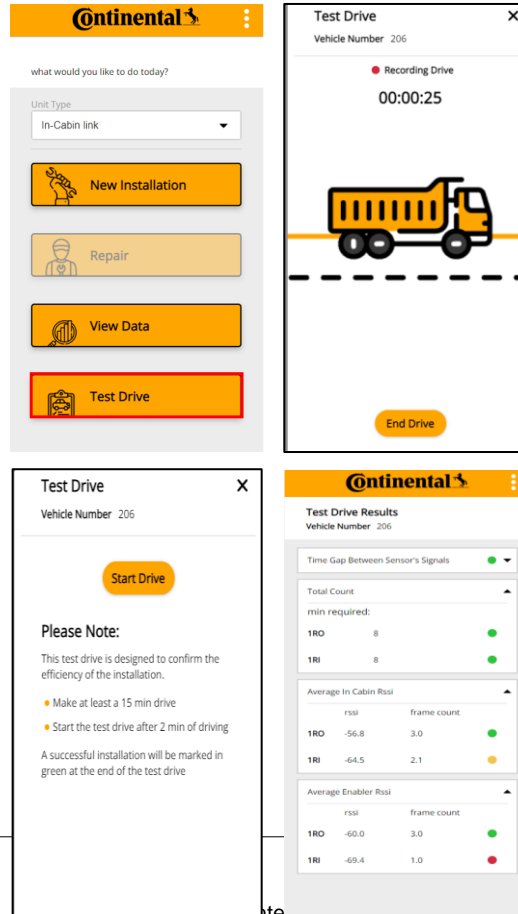 Continental
what would you like to do today?
Unit Type
In-Cabin link
New Installation
Repair
View Data
Test Drive
Test Drive
Vehicle Number 206
Recording Drive
00:00:25
End Drive
Test Drive
Vehicle Number 206
Start Drive
Please Note:
This test drive is designed to confirm the
efficiency of the installation.
Make at least a 15 min drive
Start the test drive after 2 min of driving
A successful installation will be marked in
green at the end of the test drive
Continental
Test Drive Results
Vehicle Number 206
Time Gap Between Sensor's Signals
Total Count
min required:
1RO 8
1RI 8
Average In Cabin Rssi
rssi frame count
1RO -56.8 3.0
1RI -64.5 2.1
Average Enabler Rssi
rssi frame count
1RO -60.0 3.0
1RI -69.4 1.0